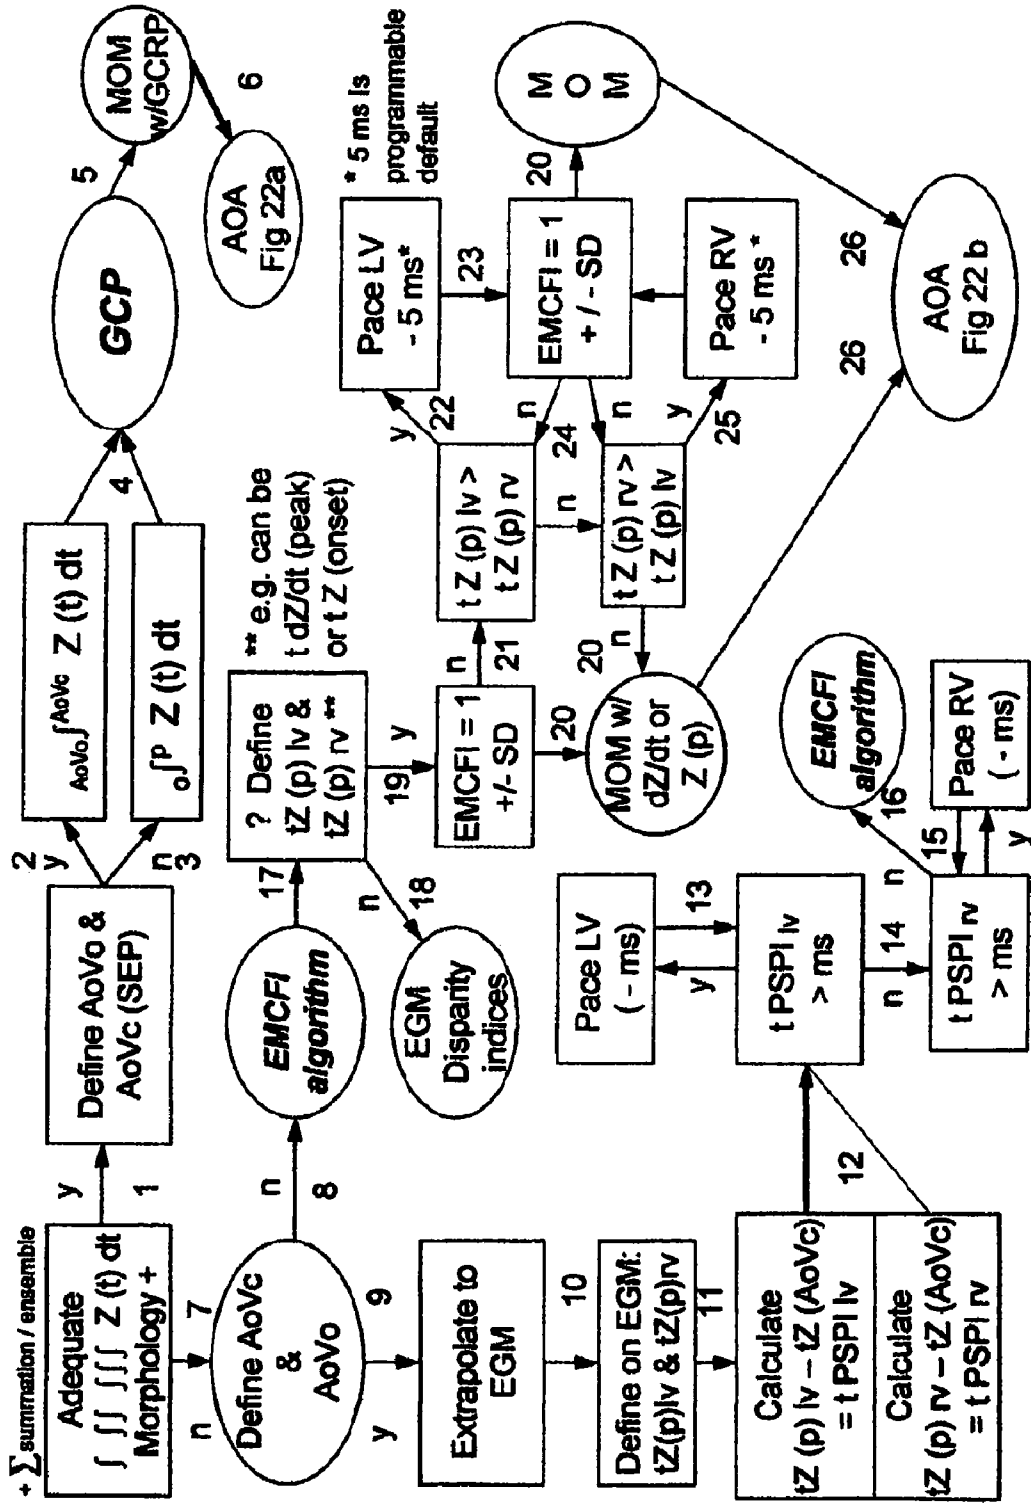 + ∑ summation / ensemble
Adequate
∫ ∫∫ ∫∫∫ Z (t) dt
Morphology +
y
1
Define AoVo &
AoVc (SEP)
2
y
n
3
AoVo∫AoVc Z (t) dt
o∫p Z (t) dt
4
GCP
5
MOM
w/GCRP
6
AOA
Fig 22a
n
7
Define AoVc
&
AoVo
n
8
EMCFI
algorithm
17
? Define
tZ (p) lv &
tZ (p) rv **
** e.g. can be
t dZ/dt (peak)
or t Z (onset)
n
18
EGM
Disparity
indices
19
y
EMCFI = 1
+/- SD
n
21
20
t Z (p) lv >
t Z (p) rv
y
22
Pace LV
- 5 ms*
* 5 ms is
programmable
default
23
n
24
EMCFI = 1
+ / - SD
20
M
O
M
n
n
t Z (p) rv >
t Z (p) lv
y
25
Pace RV
- 5 ms*
20
n
MOM w/
dZ/dt or
Z (p)
26
26
AOA
Fig 22 b
y
9
Extrapolate to
EGM
10
Define on EGM:
tZ(p)lv & tZ(p)rv
11
Calculate
tZ (p) lv – tZ (AoVc)
= t PSPI lv
Calculate
tZ (p) rv – tZ (AoVc)
= t PSPI rv
12
Pace LV
( - ms)
y
13
t PSPI lv
> ms
n
14
t PSPI rv
> ms
n
16
EMCFI
algorithm
15
y
Pace RV
( - ms)